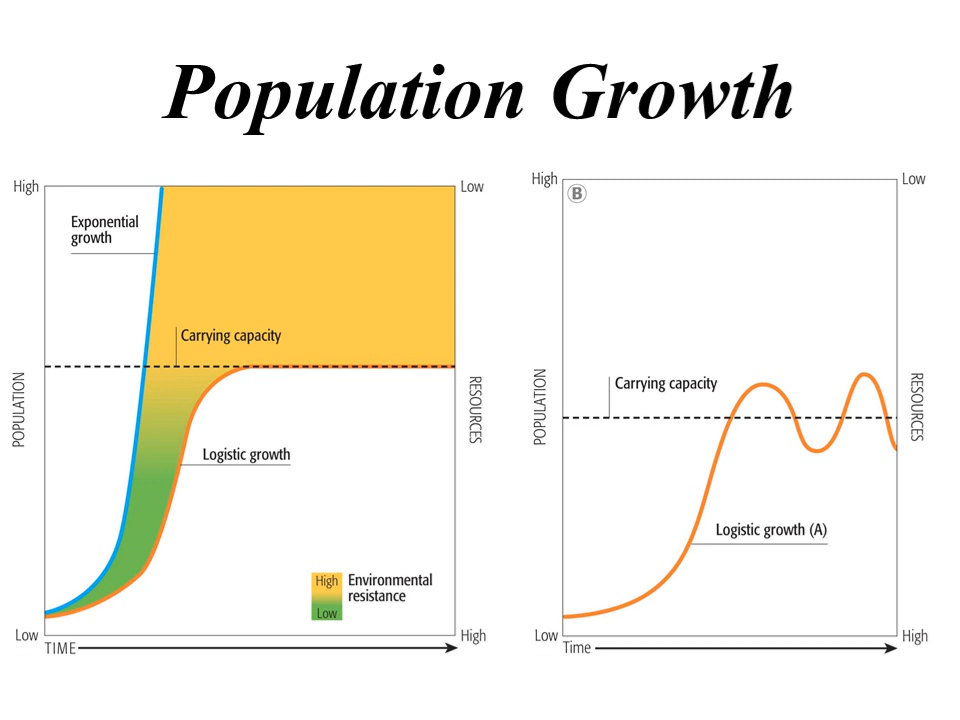 Population Growth
High
Low
Exponential
growth
Carrying capacity
POPULATION
RESOURCES
Logistic growth
High
Low
Environmental
resistance
Low
High
TIME
High
B
Low
POPULATION
Carrying capacity
RESOURCES
Logistic growth (A)
Low
High
Time